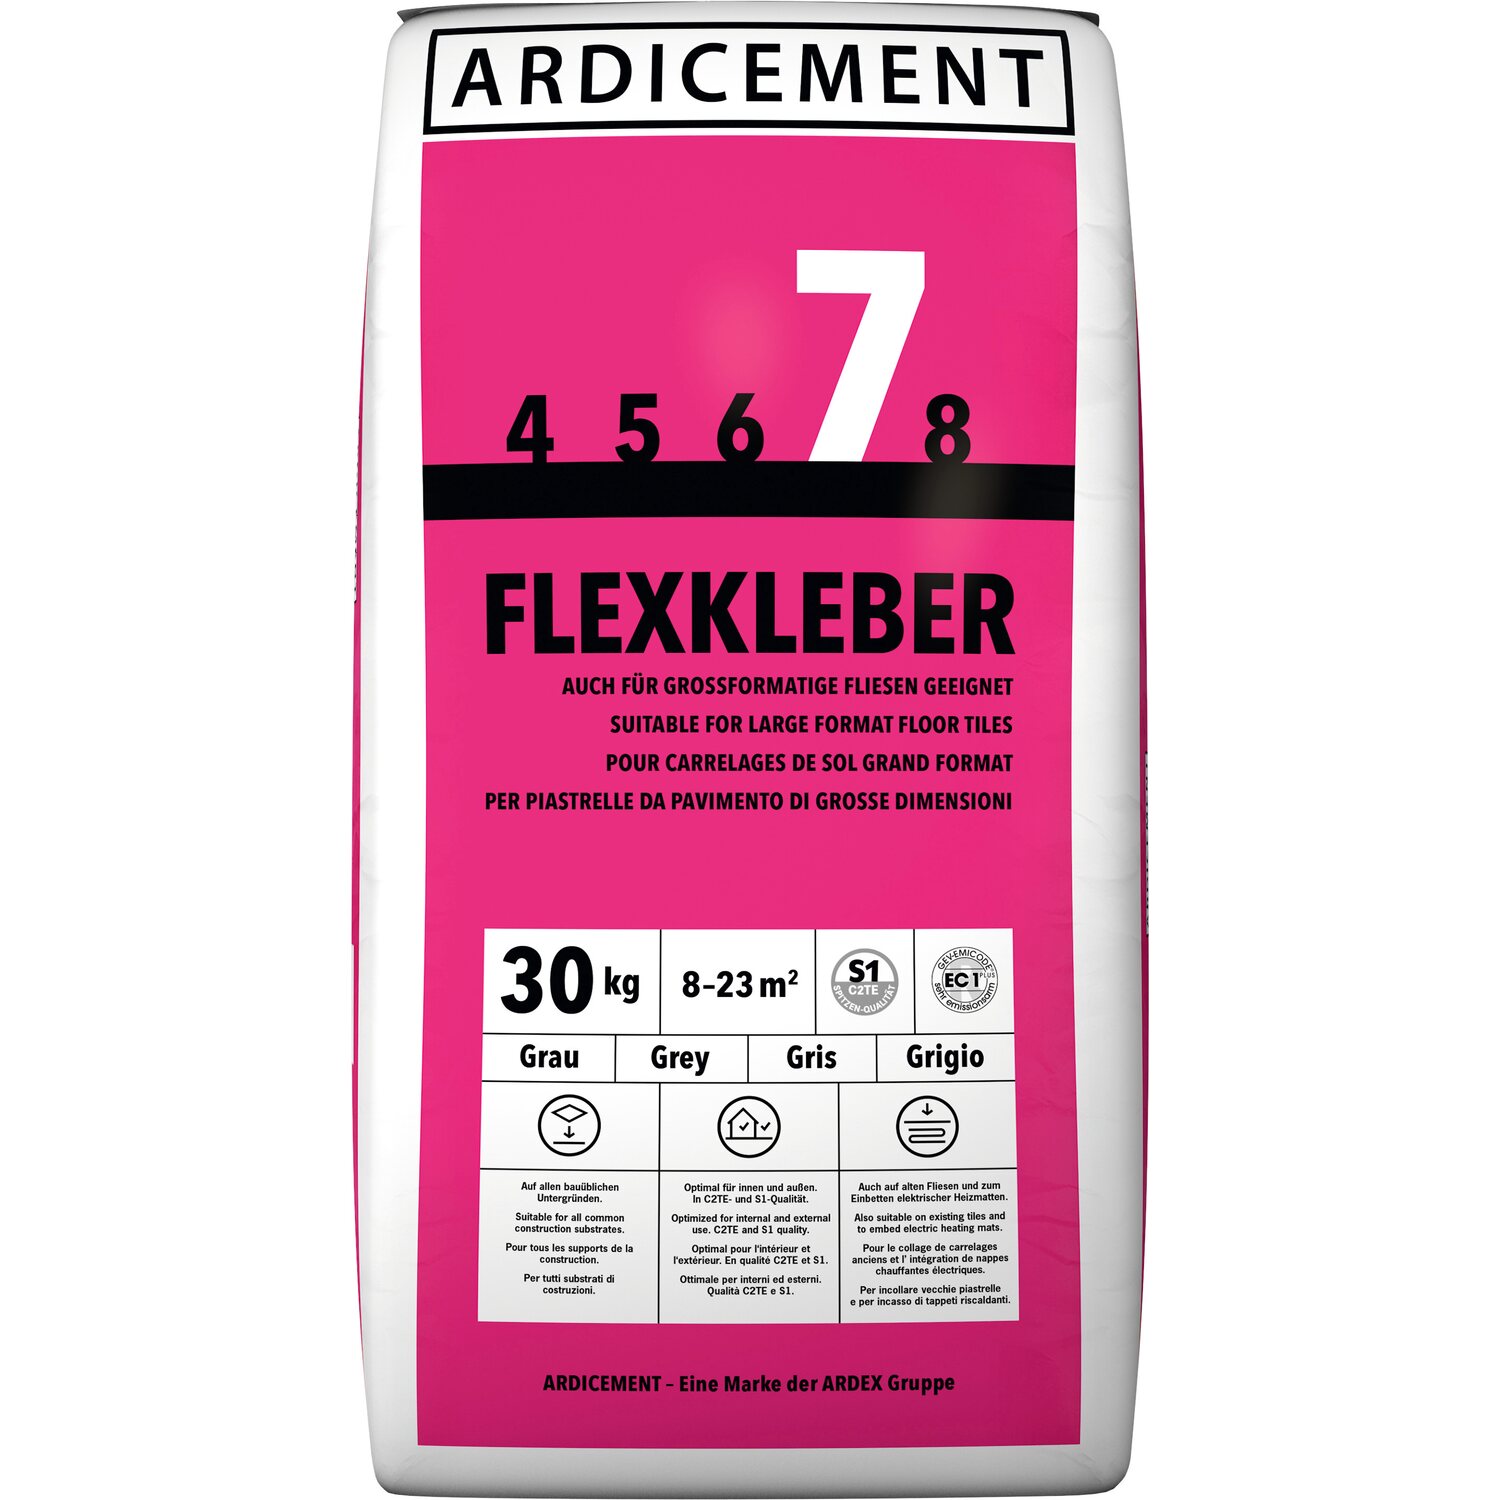 ARDICEMENT
4 5 6 7 8
FLEXKLEBER
AUCH FÜR GROSSFORMATIGE FLIESEN GEEIGNET
SUITABLE FOR LARGE FORMAT FLOOR TILES
POUR CARRELAGES DE SOL GRAND FORMAT
PER PIASTRELLE DA PAVIMENTO DI GROSSE DIMENSIONI
30 kg
8–23 m²
S1
C2TE
SPITZEN-QUALITÄT
GEV-EMICODE
EC 1 PLUS
sehr emissionsarm
Grau
Grey
Gris
Grigio
Auf allen bauüblichen
Untergründen.
Suitable for all common
construction substrates.
Pour tous les supports de la
construction.
Per tutti substrati di
costruzioni.
Optimal für innen und außen.
In C2TE- und S1-Qualität.
Optimized for internal and external
use. C2TE and S1 quality.
Optimal pour l'intérieur et
l'extérieur. En qualité C2TE et S1.
Ottimale per interni ed esterni.
Qualità C2TE e S1.
Auch auf alten Fliesen und zum
Einbetten elektrischer Heizmatten.
Also suitable on existing tiles and
to embed electric heating mats.
Pour le collage de carrelages
anciens et l' intégration de nappes
chauffantes électriques.
Per incollare vecchie piastrelle
e per incasso di tappeti riscaldanti.
ARDICEMENT – Eine Marke der ARDEX Gruppe